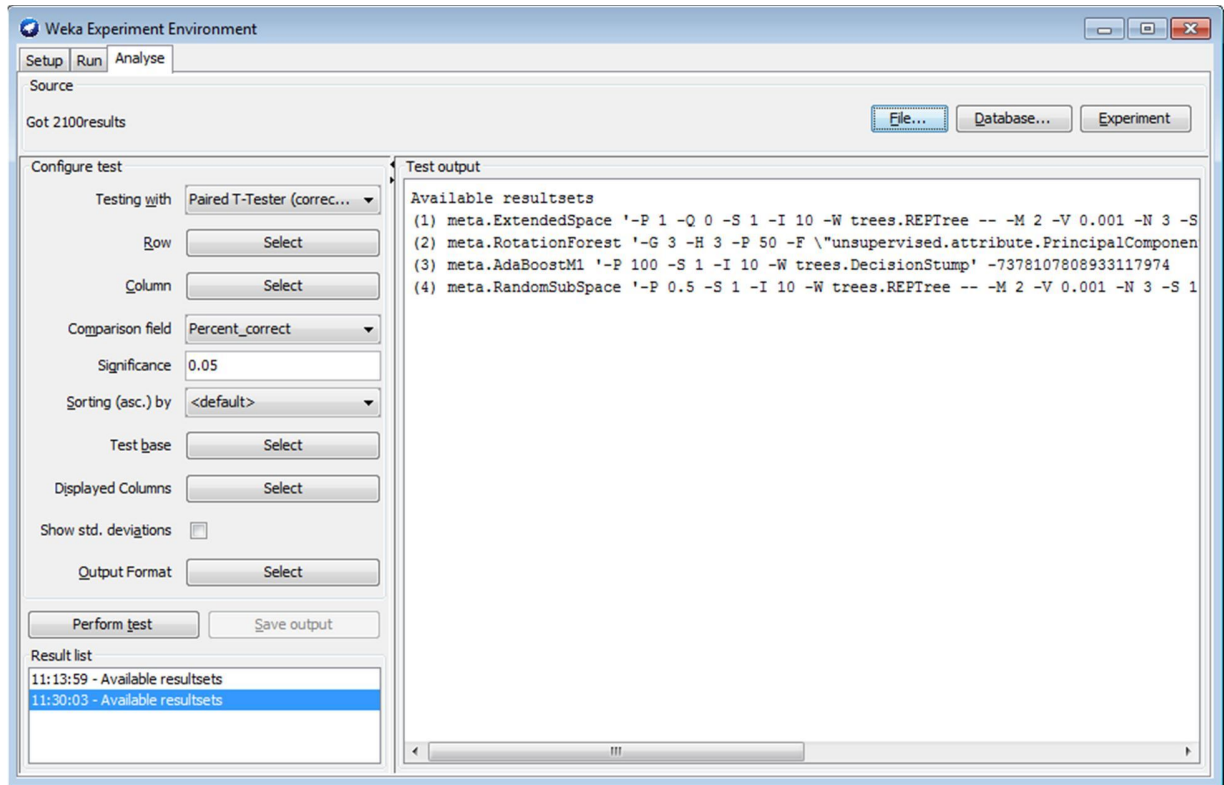 Weka Experiment Environment
Setup Run Analyse
Source
Got 2100results
File... Database... Experiment
Configure test
Testing with Paired T-Tester (correc...
Row Select
Column Select
Comparison field Percent_correct
Significance 0.05
Sorting (asc.) by <default>
Test base Select
Displayed Columns Select
Show std. deviations
Output Format Select
Perform test Save output
Result list
11:13:59 - Available resultsets
11:30:03 - Available resultsets
Test output
Available resultsets
(1) meta.ExtendedSpace '-P 1 -Q 0 -S 1 -I 10 -W trees.REPTree -- -M 2 -V 0.001 -N 3 -S
(2) meta.RotationForest '-G 3 -H 3 -P 50 -F \"unsupervised.attribute.PrincipalComponen
(3) meta.AdaBoostM1 '-P 100 -S 1 -I 10 -W trees.DecisionStump' -7378107808933117974
(4) meta.RandomSubSpace '-P 0.5 -S 1 -I 10 -W trees.REPTree -- -M 2 -V 0.001 -N 3 -S 1